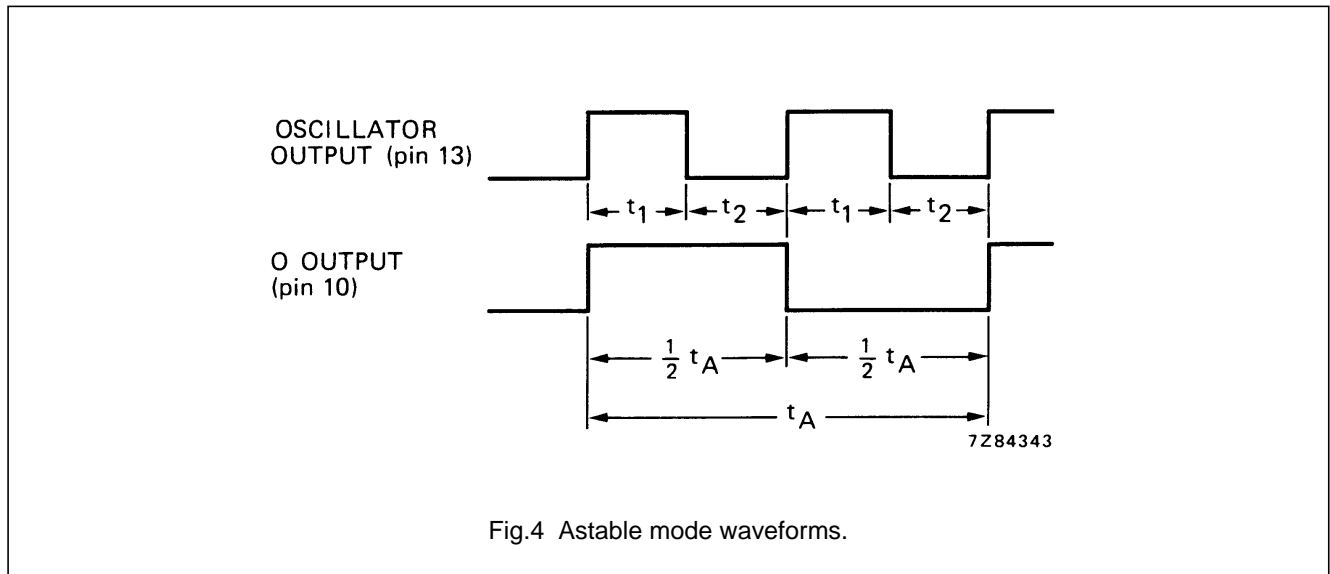 OSCILLATOR
OUTPUT (pin 13)
t1 t2 t1 t2
O OUTPUT
(pin 10)
1/2 tA 1/2 tA
tA
7Z84343
Fig.4 Astable mode waveforms.